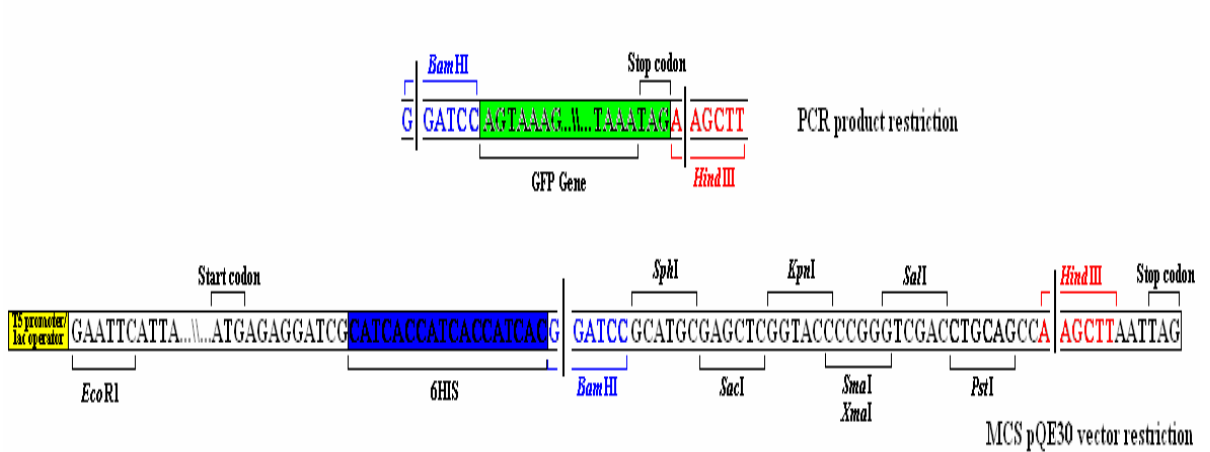 BamHI Stop codon
G GATCC AGTAAAG...\\...TAAATAG A AGCTT PCR product restriction
GFP Gene HindIII
SphI KpnI SalI HindIII Stop codon
Start codon
T5 promoter/
lac operator GAATTCATTA...\\...ATGAGAGGATCG CATCACCATCACCATCAC G GATCC GCATGCGAGCTCGGTACCCCGGGTCGACCTGCAGCCA AGCTTAATTAG
EcoR1 6HIS BamHI SacI SmaI PstI
XmaI
MCS pQE30 vector restriction